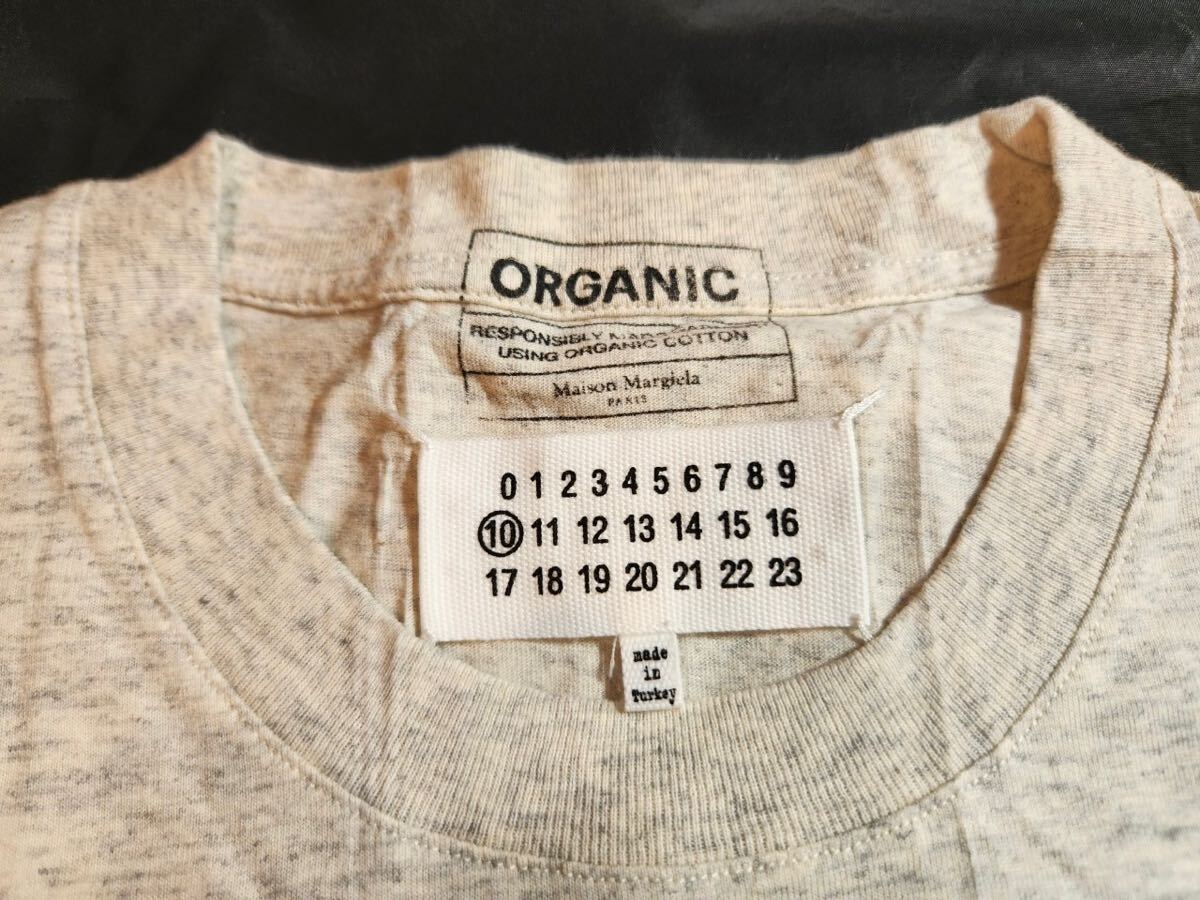 ORGANIC
RESPONSIBLY
USING ORGANIC COTTON
Maison Margiela
PARIS
0 1 2 3 4 5 6 7 8 9
10 11 12 13 14 15 16
17 18 19 20 21 22 23
made
in
Turkey